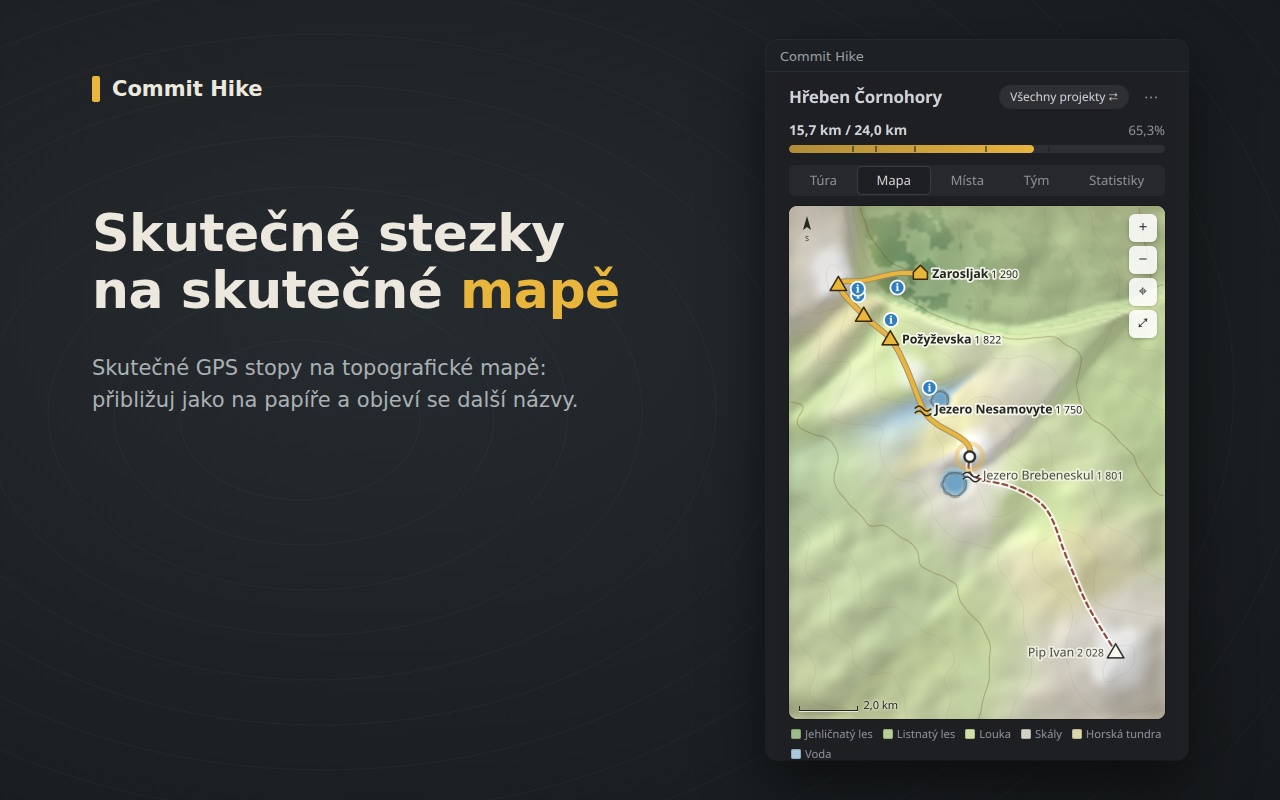 Commit Hike
Skutečné stezky
na skutečné mapě
Skutečné GPS stopy na topografické mapě:
přibližuj jako na papíře a objeví se další názvy.
Commit Hike
Hřeben Čornohory
Všechny projekty ⇄ ···
15,7 km / 24,0 km 65,3%
Túra Mapa Místa Tým Statistiky
S
+
−
Zarosljak 1 290
Požyževska 1 822
Jezero Nesamovyte 1 750
Jezero Brebeneskul 1 801
Pip Ivan 2 028
2,0 km
Jehličnatý les Listnatý les Louka Skály Horská tundra
Voda